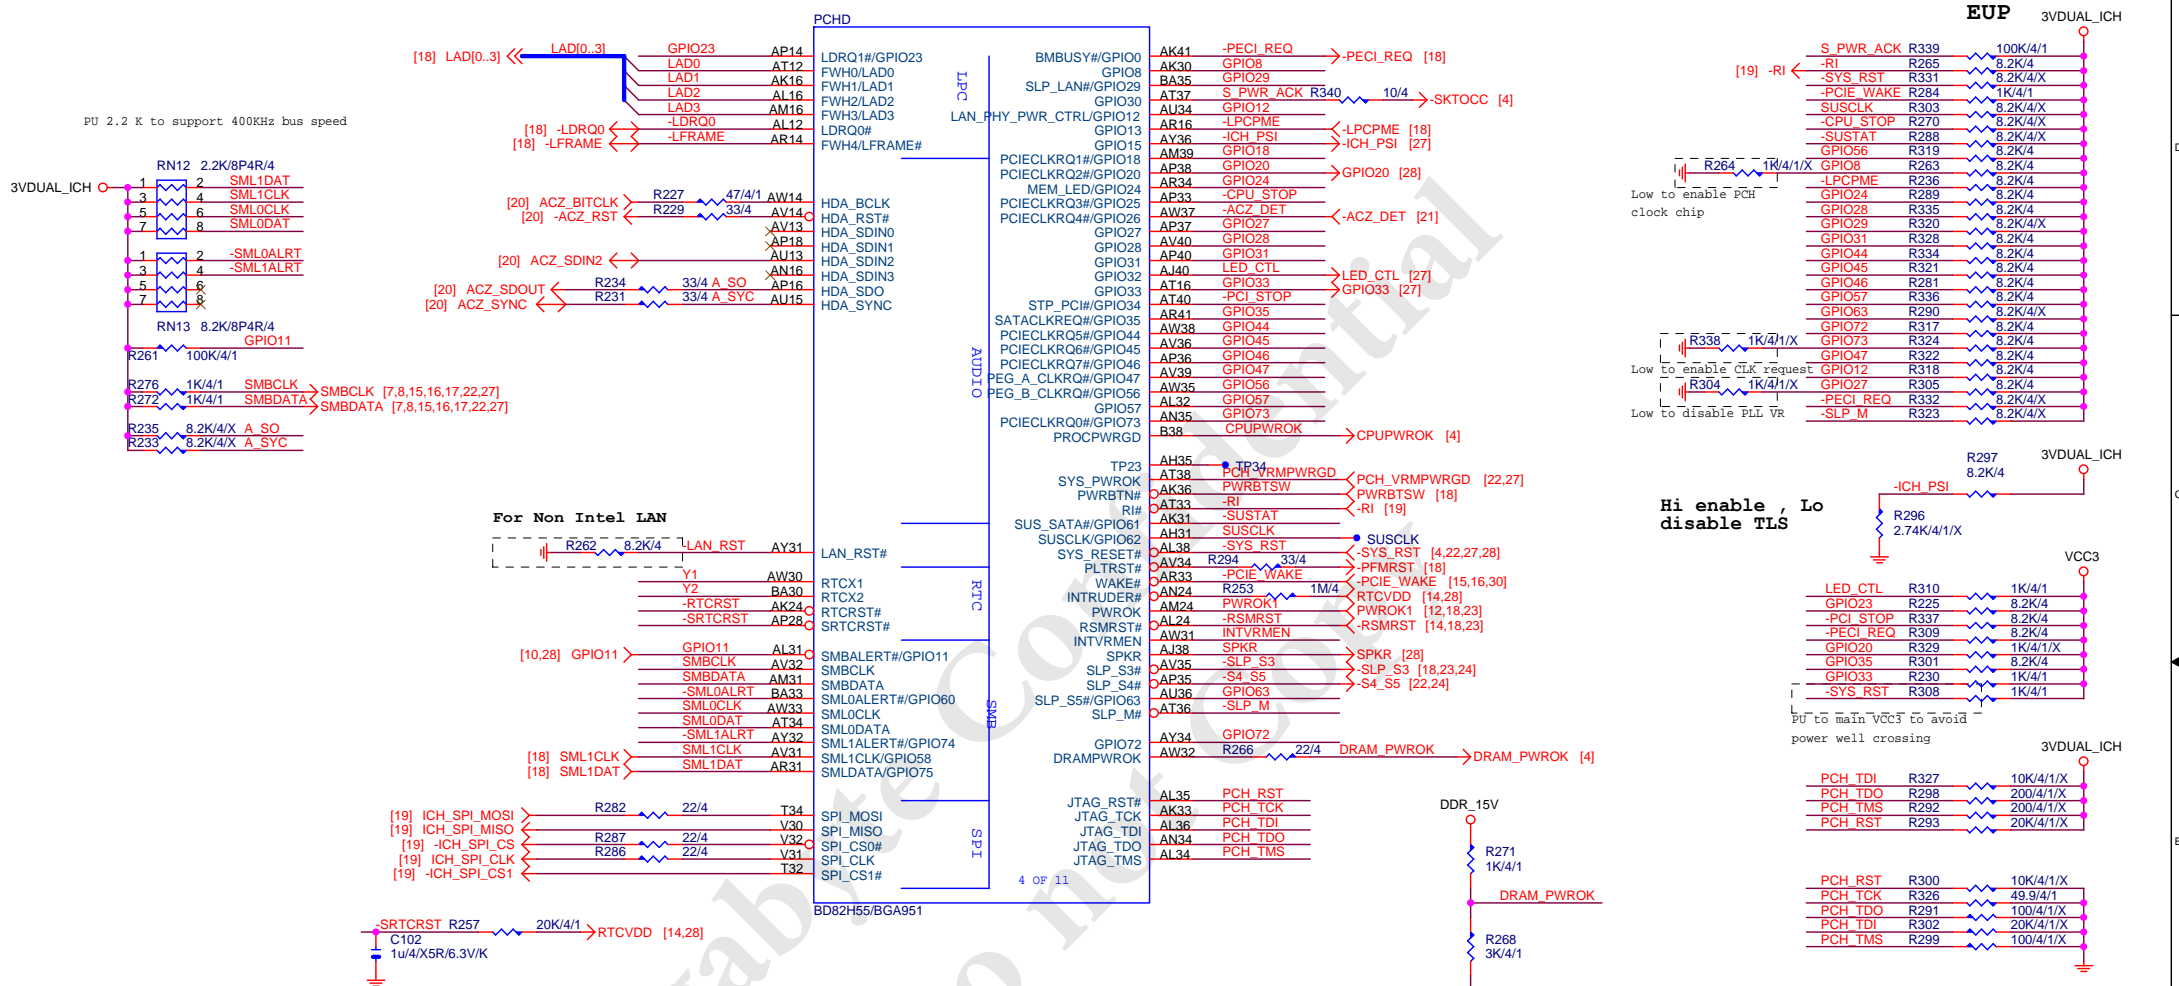 PCHD
EUP
3VDUAL_ICH
[18] LAD[0..3]
LAD[0..3]
GPIO23 AP14 LDRQ1#/GPIO23
LAD0 AT12 FWH0/LAD0
LAD1 AK16 FWH1/LAD1
LAD2 AL16 FWH2/LAD2
LAD3 AM16 FWH3/LAD3
[18] -LDRQ0 -LDRQ0 AL12 LDRQ0#
[18] -LFRAME -LFRAME AR14 FWH4/LFRAME#
LPC
PU 2.2 K to support 400KHz bus speed
RN12 2.2K/8P4R/4
3VDUAL_ICH
1 2 SML1DAT
3 4 SML1CLK
5 6 SML0CLK
7 8 SML0DAT
1 2 -SML0ALRT
3 4 -SML1ALRT
5 6
7 8
RN13 8.2K/8P4R/4
GPIO11
R261 100K/4/1
R276 1K/4/1 SMBCLK SMBCLK [7,8,15,16,17,22,27]
R272 1K/4/1 SMBDATA SMBDATA [7,8,15,16,17,22,27]
R235 8.2K/4/X A_SO
R233 8.2K/4/X A_SYC
[20] ACZ_BITCLK R227 47/4/1 AW14 HDA_BCLK
[20] -ACZ_RST R229 33/4 AV14 HDA_RST#
AV13 HDA_SDIN0
AP18 HDA_SDIN1
[20] ACZ_SDIN2 AU13 HDA_SDIN2
AN16 HDA_SDIN3
[20] ACZ_SDOUT R234 33/4 A_SO AP16 HDA_SDO
[20] ACZ_SYNC R231 33/4 A_SYC AU15 HDA_SYNC
AUDIO
For Non Intel LAN
R262 8.2K/4 -LAN_RST AY31 LAN_RST#
Y1 AW30 RTCX1
Y2 BA30 RTCX2
-RTCRST AK24 RTCRST#
-SRTCRST AP28 SRTCRST#
RTC
[10,28] GPIO11 GPIO11 AL31 SMBALERT#/GPIO11
SMBCLK AV32 SMBCLK
SMBDATA AM31 SMBDATA
-SML0ALRT BA33 SML0ALERT#/GPIO60
SML0CLK AW33 SML0CLK
SML0DAT AT34 SML0DATA
-SML1ALRT AY32 SML1ALERT#/GPIO74
[18] SML1CLK SML1CLK AV31 SML1CLK/GPIO58
[18] SML1DAT SML1DAT AR31 SMLDATA/GPIO75
SMB
[19] ICH_SPI_MOSI R282 22/4 T34 SPI_MOSI
[19] ICH_SPI_MISO V30 SPI_MISO
[19] -ICH_SPI_CS R287 22/4 V32 SPI_CS0#
[19] ICH_SPI_CLK R286 22/4 V31 SPI_CLK
[19] -ICH_SPI_CS1 T32 SPI_CS1#
SPI
4 OF 11
BD82H55/BGA951
-SRTCRST R257 20K/4/1 RTCVDD [14,28]
C102
1u/4/X5R/6.3V/K
BMBUSY#/GPIO0 AK41 -PECI_REQ -PECI_REQ [18]
GPIO8 AK30 GPIO8
SLP_LAN#/GPIO29 BA35 GPIO29
GPIO30 AT37 S_PWR_ACK R340 10/4 -SKTOCC [4]
LAN_PHY_PWR_CTRL/GPIO12 AU34 GPIO12
GPIO13 AR16 -LPCPME -LPCPME [18]
GPIO15 AY36 -ICH_PSI -ICH_PSI [27]
PCIECLKRQ1#/GPIO18 AM39 GPIO18
PCIECLKRQ2#/GPIO20 AP38 GPIO20 GPIO20 [28]
MEM_LED/GPIO24 AR34 GPIO24
PCIECLKRQ3#/GPIO25 AP33 -CPU_STOP
PCIECLKRQ4#/GPIO26 AW37 -ACZ_DET -ACZ_DET [21]
GPIO27 AP37 GPIO27
GPIO28 AV40 GPIO28
GPIO31 AP40 GPIO31
GPIO32 AJ40 LED_CTL LED_CTL [27]
GPIO33 AT16 GPIO33 GPIO33 [27]
STP_PCI#/GPIO34 AT40 -PCI_STOP
SATACLKREQ#/GPIO35 AR41 GPIO35
PCIECLKRQ5#/GPIO44 AW38 GPIO44
PCIECLKRQ6#/GPIO45 AV36 GPIO45
PCIECLKRQ7#/GPIO46 AP36 GPIO46
PEG_A_CLKRQ#/GPIO47 AV39 GPIO47
PEG_B_CLKRQ#/GPIO56 AW35 GPIO56
GPIO57 AL32 GPIO57
PCIECLKRQ0#/GPIO73 AN35 GPIO73
PROCPWRGD B38 CPUPWROK CPUPWROK [4]
TP23 AH35 TP34
SYS_PWROK AT38 PCH_VRMPWRGD PCH_VRMPWRGD [22,27]
PWRBTN# AK36 PWRBTSW PWRBTSW [18]
RI# AT33 -RI -RI [19]
SUS_SATA#/GPIO61 AK31 -SUSTAT
SUSCLK/GPIO62 AH31 SUSCLK SUSCLK
SYS_RESET# AL38 -SYS_RST -SYS_RST [4,22,27,28]
PLTRST# AV34 R294 33/4 -PFMRST [18]
WAKE# AR33 -PCIE_WAKE -PCIE_WAKE [15,16,30]
INTRUDER# AN24 R253 1M/4 RTCVDD [14,28]
PWROK AM24 PWROK1 PWROK1 [12,18,23]
RSMRST# AL24 -RSMRST -RSMRST [14,18,23]
INTVRMEN AW31 INTVRMEN
SPKR AJ38 SPKR SPKR [28]
SLP_S3# AV35 -SLP_S3 -SLP_S3 [18,23,24]
SLP_S4# AP35 -S4_S5 -S4_S5 [22,24]
SLP_S5#/GPIO63 AU36 GPIO63
SLP_M# AT36 -SLP_M
GPIO72 AY34 GPIO72
DRAMPWROK AW32 R266 22/4 DRAM_PWROK DRAM_PWROK [4]
JTAG_RST# AL35 PCH_RST
JTAG_TCK AK33 PCH_TCK
JTAG_TDI AL36 PCH_TDI
JTAG_TDO AN34 PCH_TDO
JTAG_TMS AL34 PCH_TMS
DDR_15V
R271
1K/4/1
DRAM_PWROK
R268
3K/4/1
S_PWR_ACK R339 100K/4/1
[19] -RI -RI R265 8.2K/4
-SYS_RST R331 8.2K/4/X
-PCIE_WAKE R284 1K/4/1
SUSCLK R303 8.2K/4/X
-CPU_STOP R270 8.2K/4/X
-SUSTAT R288 8.2K/4/X
GPIO56 R319 8.2K/4
R264 1K/4/1/X GPIO8 R263 8.2K/4
-LPCPME R236 8.2K/4
GPIO24 R289 8.2K/4
GPIO28 R335 8.2K/4
GPIO29 R320 8.2K/4/X
GPIO31 R328 8.2K/4
GPIO44 R334 8.2K/4
GPIO45 R321 8.2K/4
GPIO46 R281 8.2K/4
GPIO57 R336 8.2K/4
GPIO63 R290 8.2K/4/X
GPIO72 R317 8.2K/4
R338 1K/4/1/X GPIO73 R324 8.2K/4
GPIO47 R322 8.2K/4
GPIO12 R318 8.2K/4
R304 1K/4/1/X GPIO27 R305 8.2K/4
-PECI_REQ R332 8.2K/4/X
-SLP_M R323 8.2K/4/X
Low to enable PCH
clock chip
Low to enable CLK request
Low to disable PLL VR
3VDUAL_ICH
R297
8.2K/4
-ICH_PSI
R296
2.74K/4/1/X
Hi enable , Lo
disable TLS
VCC3
LED_CTL R310 1K/4/1
GPIO23 R225 8.2K/4
-PCI_STOP R337 8.2K/4
-PECI_REQ R309 8.2K/4
GPIO20 R329 1K/4/1/X
GPIO35 R301 8.2K/4
GPIO33 R230 1K/4/1
-SYS_RST R308 1K/4/1
PU to main VCC3 to avoid
power well crossing
3VDUAL_ICH
PCH_TDI R327 10K/4/1/X
PCH_TDO R298 200/4/1/X
PCH_TMS R292 200/4/1/X
PCH_RST R293 20K/4/1/X
PCH_RST R300 10K/4/1/X
PCH_TCK R326 49.9/4/1
PCH_TDO R291 100/4/1/X
PCH_TDI R302 20K/4/1/X
PCH_TMS R299 100/4/1/X